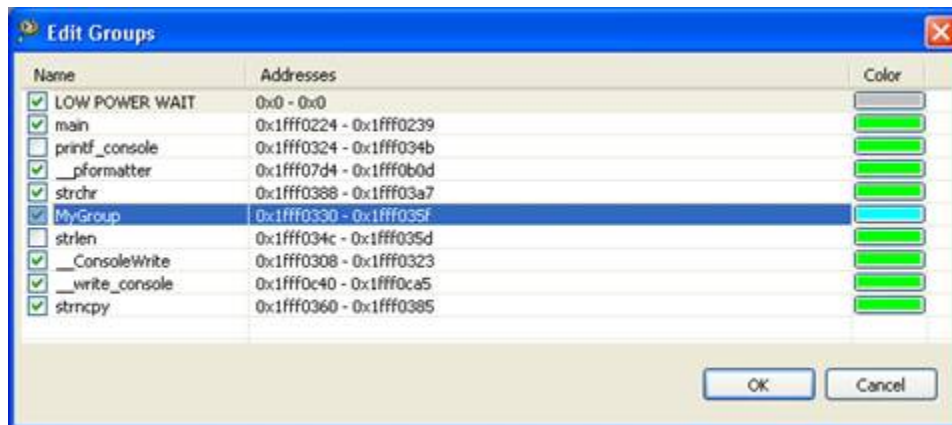 Edit Groups
Name Addresses Color
LOW POWER WAIT 0x0 - 0x0
main 0x1fff0224 - 0x1fff0239
printf_console 0x1fff0324 - 0x1fff034b
__pformatter 0x1fff07d4 - 0x1fff0b0d
strchr 0x1fff0388 - 0x1fff03a7
MyGroup 0x1fff0330 - 0x1fff035f
strlen 0x1fff034c - 0x1fff035d
__ConsoleWrite 0x1fff0308 - 0x1fff0323
__write_console 0x1fff0c40 - 0x1fff0ca5
strncpy 0x1fff0360 - 0x1fff0385
OK Cancel